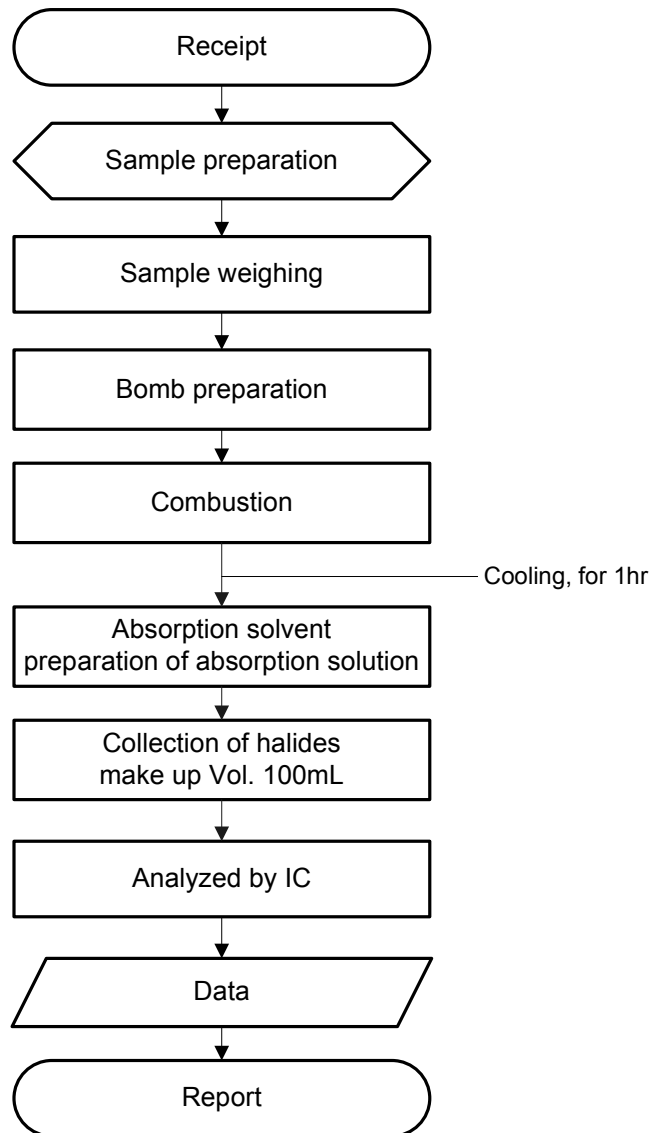 Receipt
Sample preparation
Sample weighing
Bomb preparation
Combustion
Cooling, for 1hr
Absorption solvent
preparation of absorption solution
Collection of halides
make up Vol. 100mL
Analyzed by IC
Data
Report